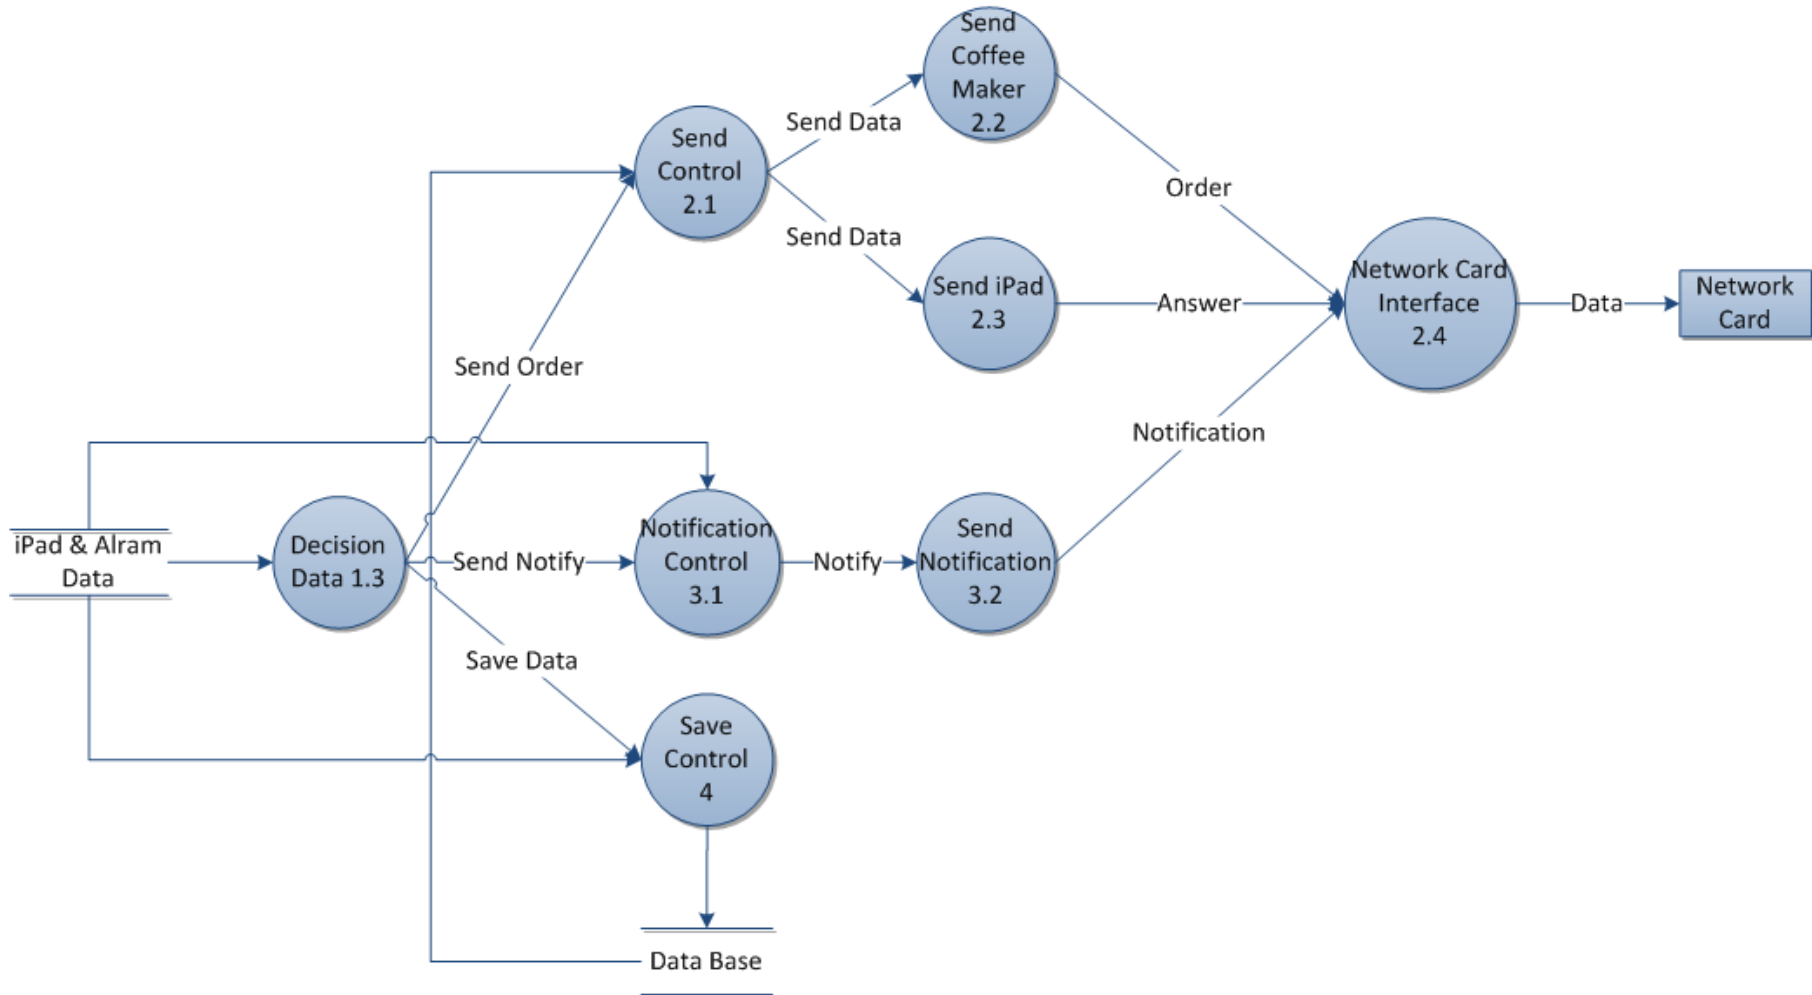 Send
Coffee
Maker
2.2
Send Data
Send
Control
2.1
Order
Send Data
Send iPad
2.3
Answer
Network Card
Interface
2.4
Data
Network
Card
Send Order
Notification
iPad & Alram
Data
Decision
Data 1.3
Send Notify
Notification
Control
3.1
Notify
Send
Notification
3.2
Save Data
Save
Control
4
Data Base